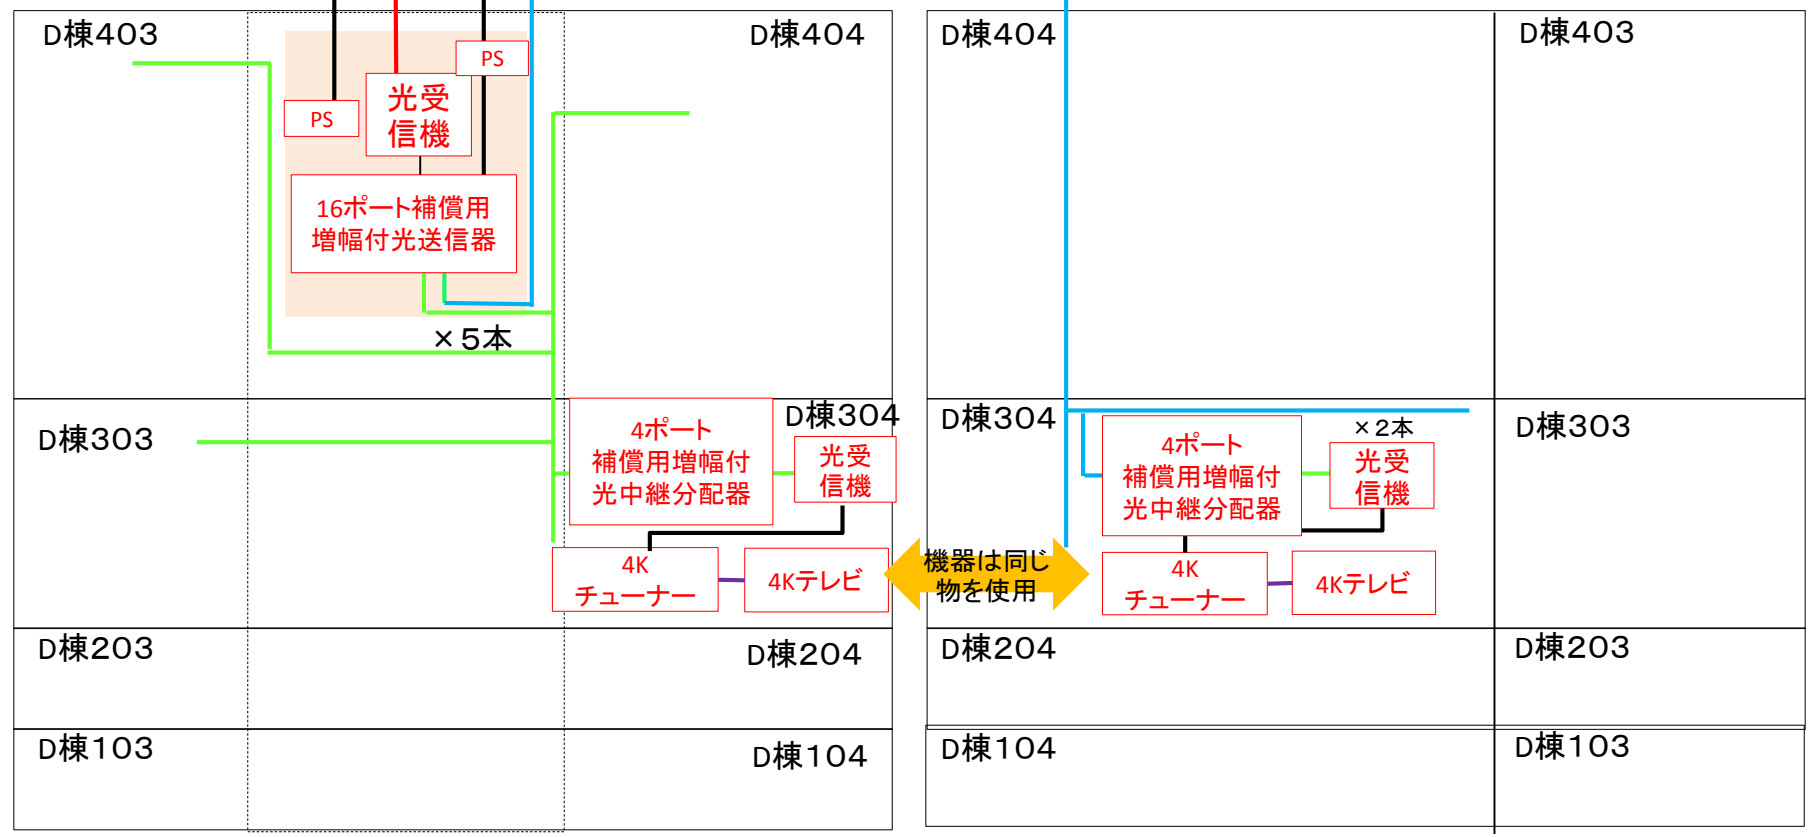 D棟403
D棟404
PS
PS
光受
信機
16ポート補償用
増幅付光送信器
×5本
D棟303
D棟304
4ポート
補償用増幅付
光中継分配器
光受
信機
4K
チューナー
4Kテレビ
D棟203
D棟204
D棟103
D棟104
機器は同じ
物を使用
D棟404
D棟403
D棟304
D棟303
4ポート
補償用増幅付
光中継分配器
×2本
光受
信機
4K
チューナー
4Kテレビ
D棟204
D棟203
D棟104
D棟103